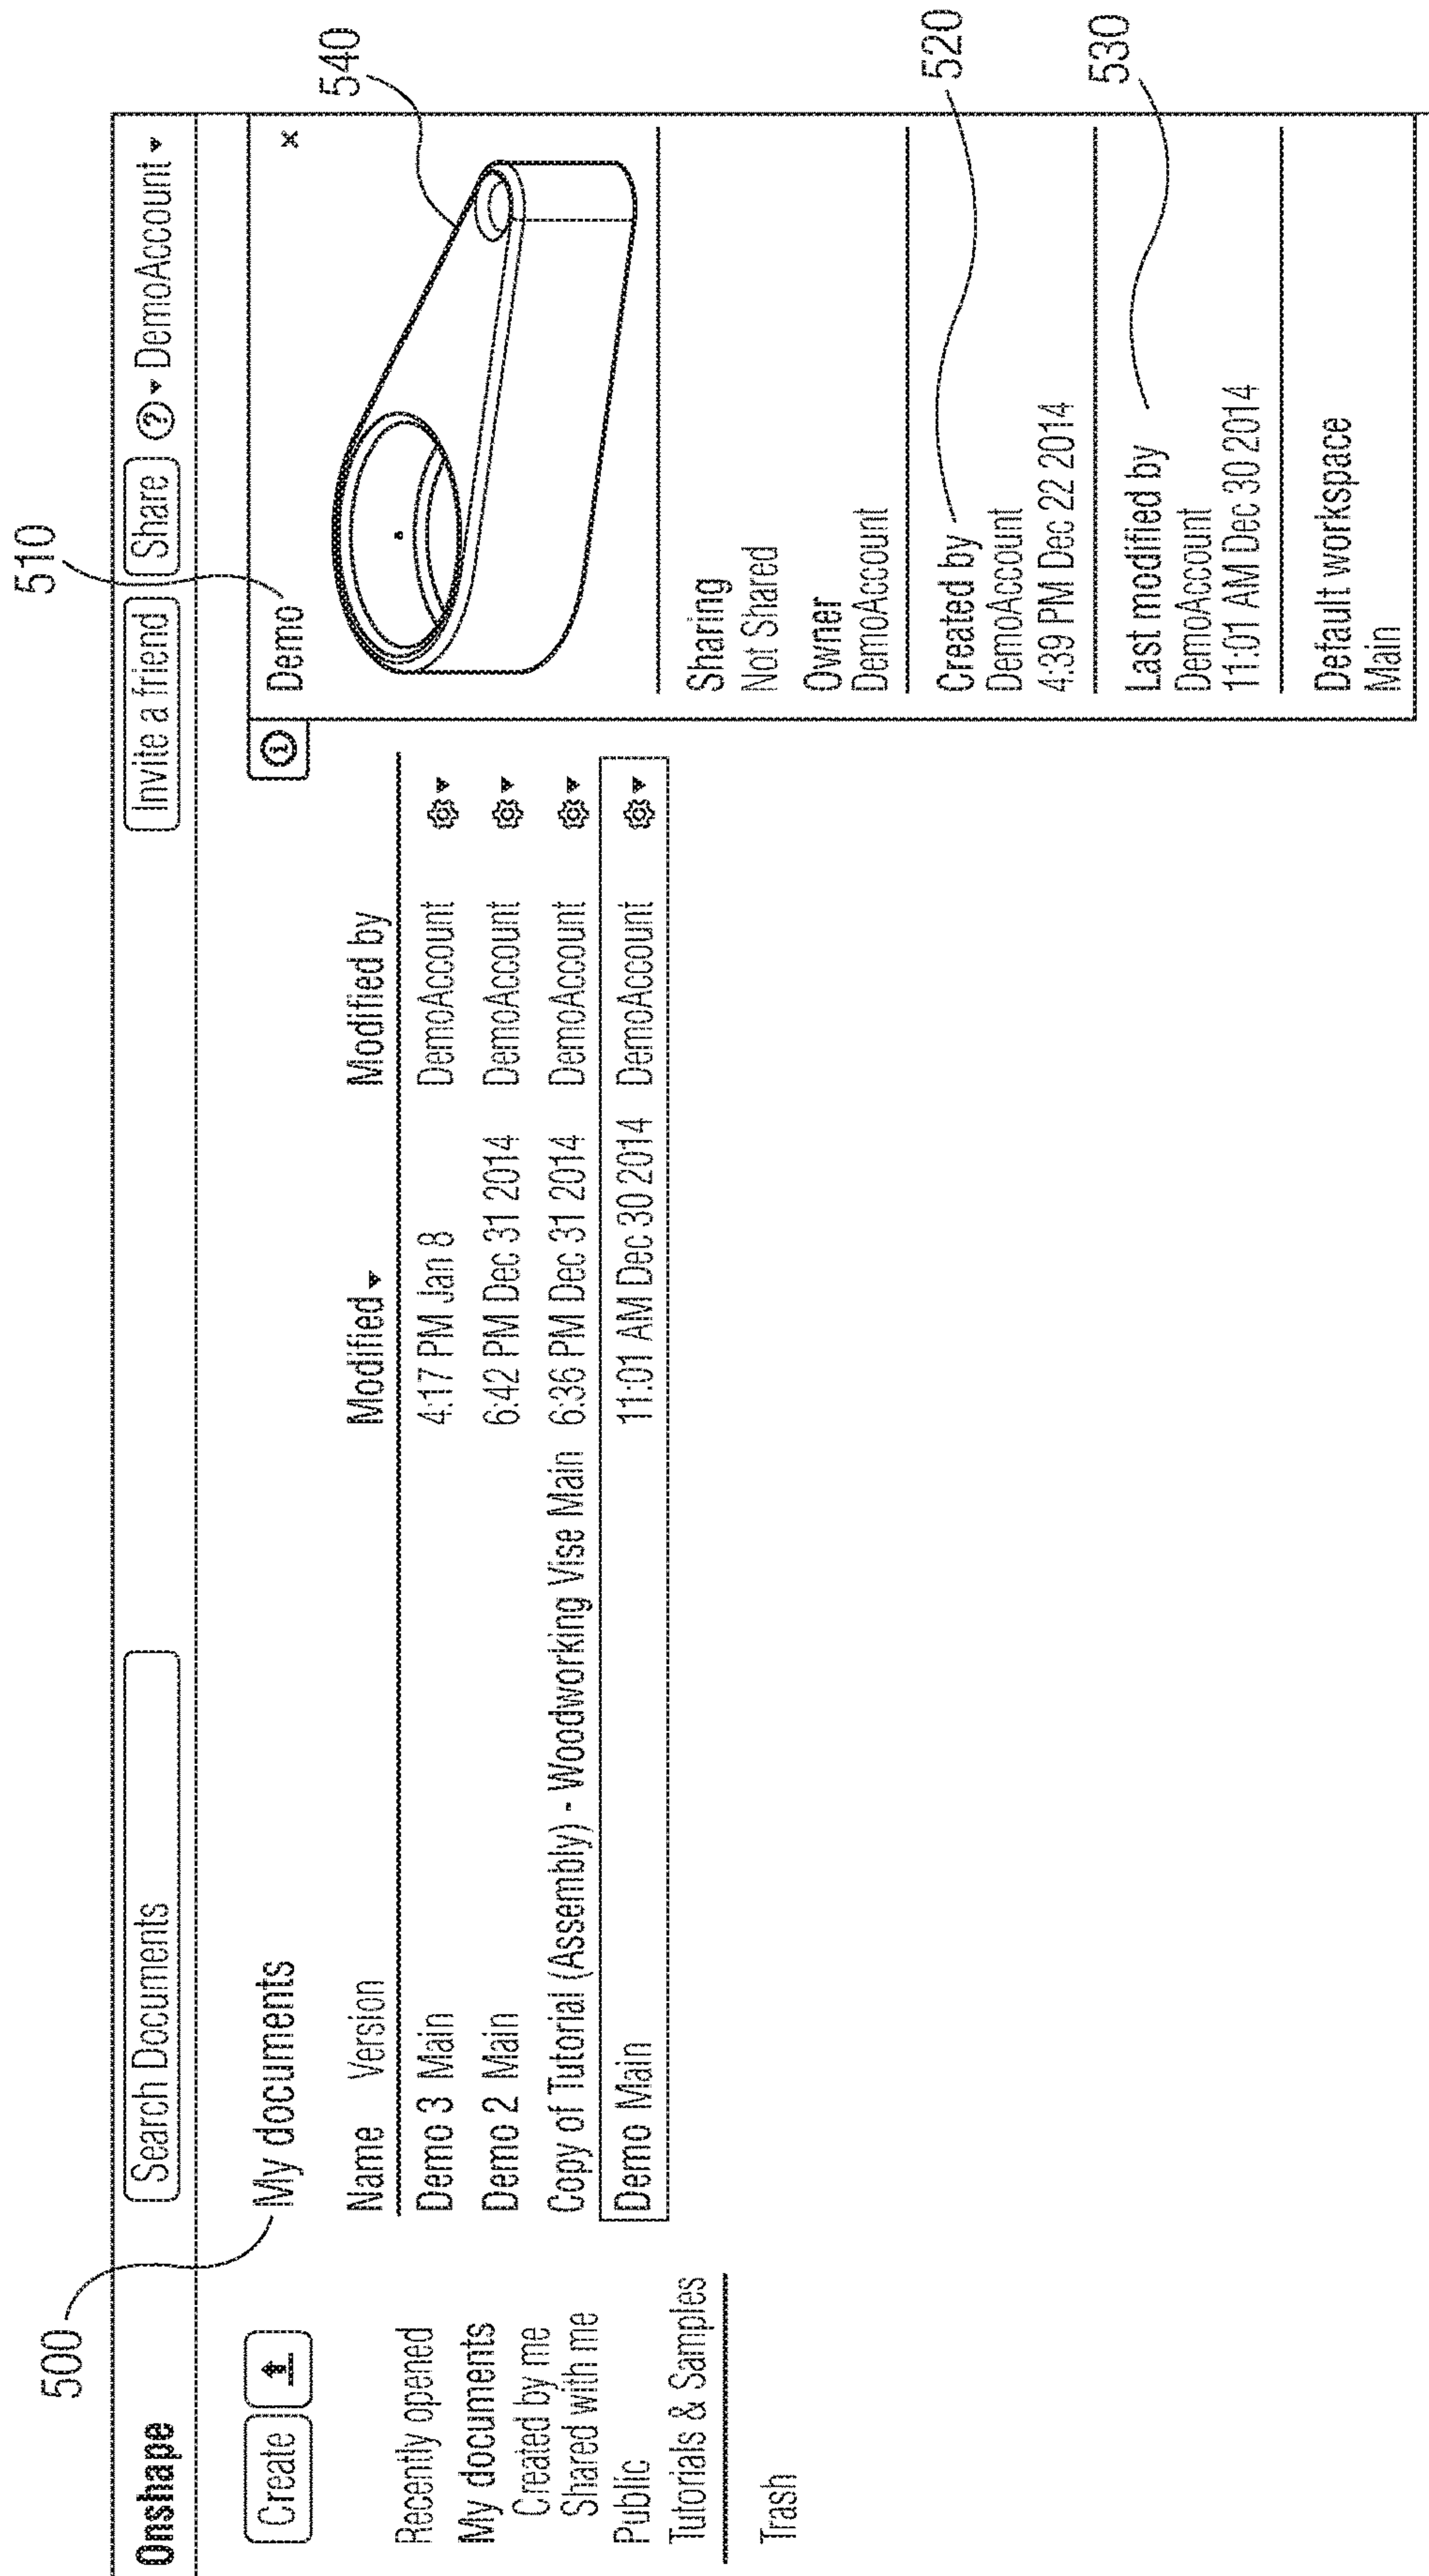 500
510
Onshape
Search Documents
Invite a friend
Share
? DemoAccount
Create
My documents
i
Demo
x
540
Recently opened
My documents
Created by me
Shared with me
Public
Tutorials & Samples
Trash
Name Version Modified Modified by
Demo 3 Main 4:17 PM Jan 8 DemoAccount
Demo 2 Main 6:42 PM Dec 31 2014 DemoAccount
Copy of Tutorial (Assembly) - Woodworking Vise Main 6:36 PM Dec 31 2014 DemoAccount
Demo Main 11:01 AM Dec 30 2014 DemoAccount
Sharing
Not Shared
Owner
DemoAccount
Created by
DemoAccount
4:39 PM Dec 22 2014
520
Last modified by
DemoAccount
11:01 AM Dec 30 2014
530
Default workspace
Main